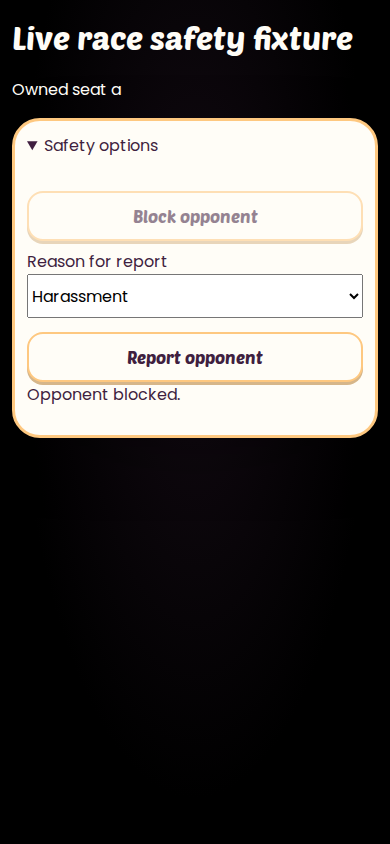 Live race safety fixture
Owned seat a
Safety options
Block opponent
Reason for report
Harassment
Report opponent
Opponent blocked.